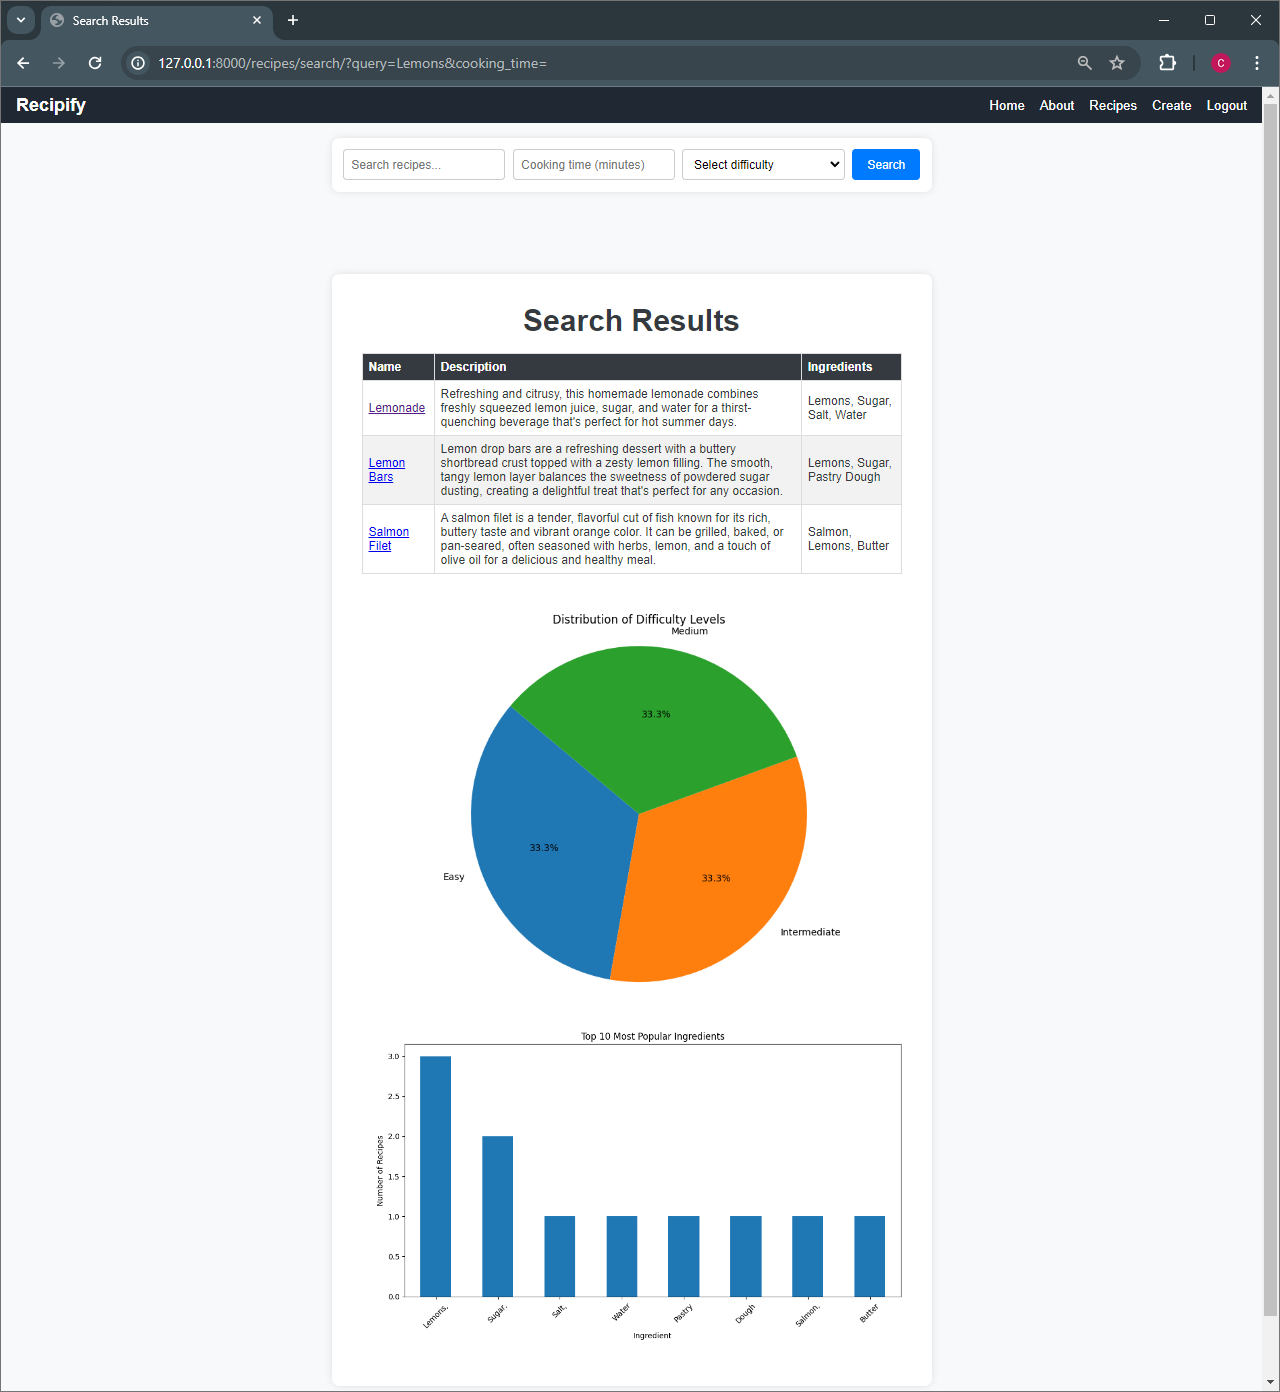 Search Results
127.0.0.1:8000/recipes/search/?query=Lemons&cooking_time=
C
Recipify
Home About Recipes Create Logout
Search recipes...
Cooking time (minutes)
Select difficulty
Search
Search Results
Name Description Ingredients
Lemonade
Refreshing and citrusy, this homemade lemonade combines
freshly squeezed lemon juice, sugar, and water for a thirst-
quenching beverage that's perfect for hot summer days.
Lemons, Sugar,
Salt, Water
Lemon
Bars
Lemon drop bars are a refreshing dessert with a buttery
shortbread crust topped with a zesty lemon filling. The smooth,
tangy lemon layer balances the sweetness of powdered sugar
dusting, creating a delightful treat that's perfect for any occasion.
Lemons, Sugar,
Pastry Dough
Salmon
Filet
A salmon filet is a tender, flavorful cut of fish known for its rich,
buttery taste and vibrant orange color. It can be grilled, baked, or
pan-seared, often seasoned with herbs, lemon, and a touch of
olive oil for a delicious and healthy meal.
Salmon,
Lemons, Butter
Distribution of Difficulty Levels
Medium
33.3%
33.3%
Easy
33.3%
Intermediate
Top 10 Most Popular Ingredients
Number of Recipes
3.0
2.5
2.0
1.5
1.0
0.5
0.0
Lemons,
Sugar,
Salt,
Water
Pastry
Dough
Salmon,
Butter
Ingredient